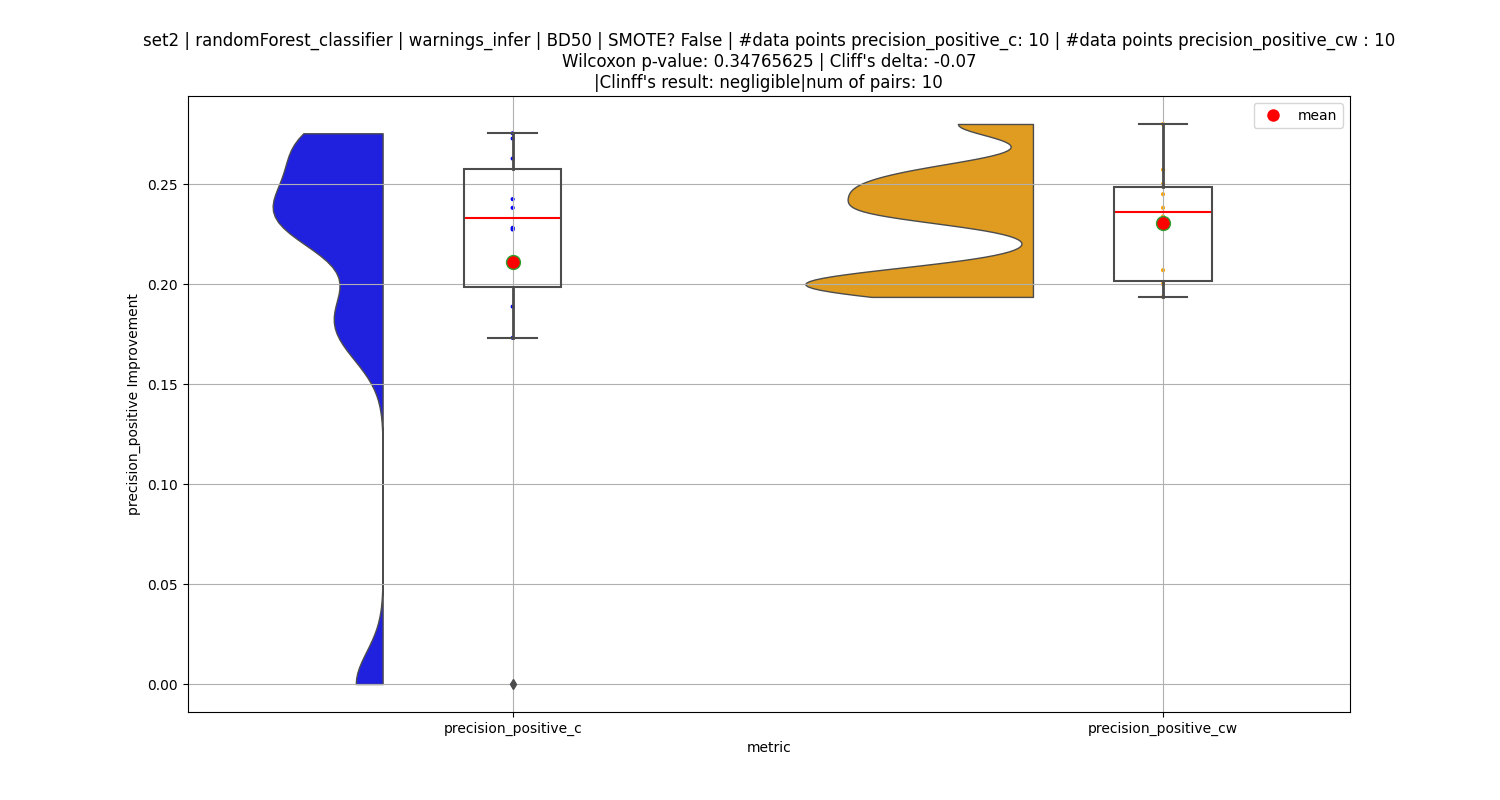 set2 | randomForest_classifier | warnings_infer | BD50 | SMOTE? False | #data points precision_positive_c: 10 | #data points precision_positive_cw : 10
Wilcoxon p-value: 0.34765625 | Cliff's delta: -0.07
|Clinff's result: negligible|num of pairs: 10
mean
0.25
0.20
0.15
0.10
0.05
0.00
precision_positive Improvement
precision_positive_c
precision_positive_cw
metric